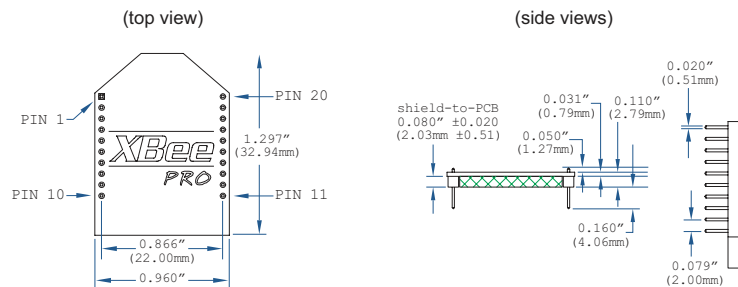 (top view)
(side views)
PIN 1
PIN 20
PIN 10
PIN 11
XBee
PRO
1.297"
(32.94mm)
0.866"
(22.00mm)
0.960"
shield-to-PCB
0.080" ±0.020
(2.03mm ±0.51)
0.031"
(0.79mm)
0.110"
(2.79mm)
0.050"
(1.27mm)
0.160"
(4.06mm)
0.020"
(0.51mm)
0.079"
(2.00mm)